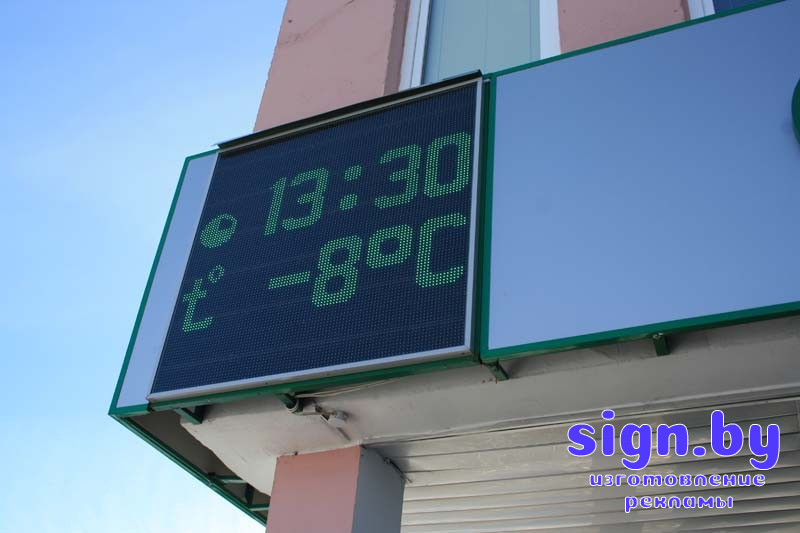 13:30
t° -8°C
sign.by
изготовление
рекламы